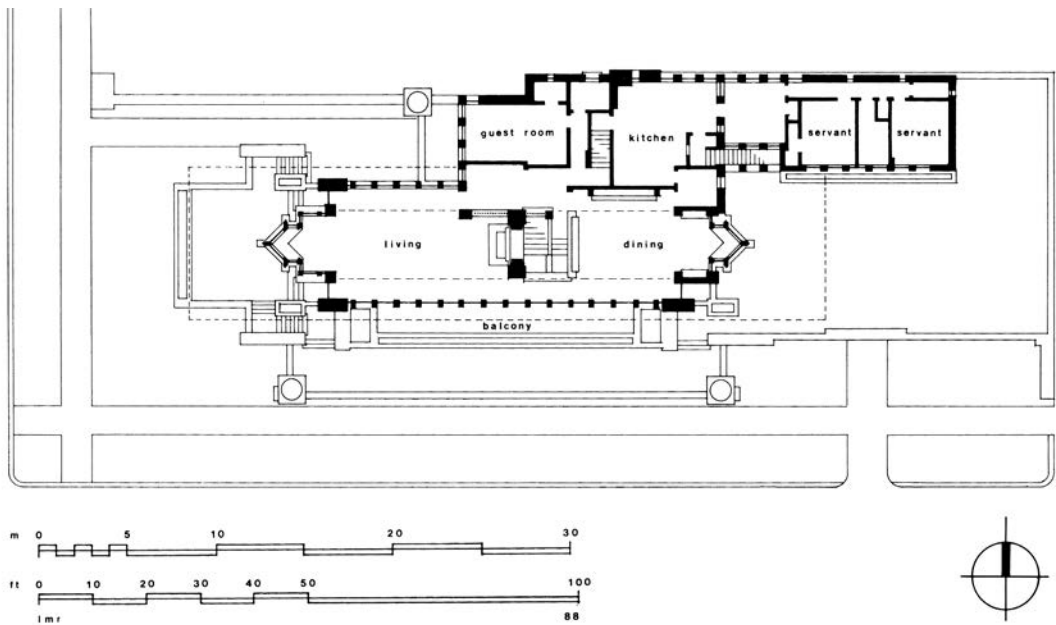 guest room
kitchen
servant
servant
living
dining
balcony
m 0 5 10 20 30
ft 0 10 20 30 40 50 100
lmr 88